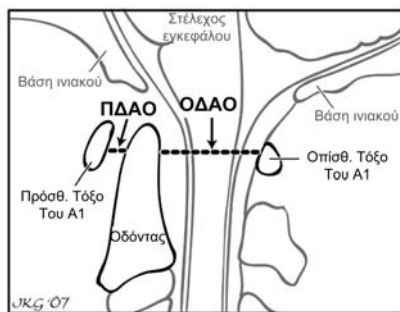 Στέλεχος
εγκεφάλου
Βάση ινιακού
ΠΔΑΟ
ΟΔΑΟ
Βάση ινιακού
Πρόσθ. Τόξο
Του Α1
Οπίσθ. Τόξο
Του Α1
Οδόντας
JKG '07